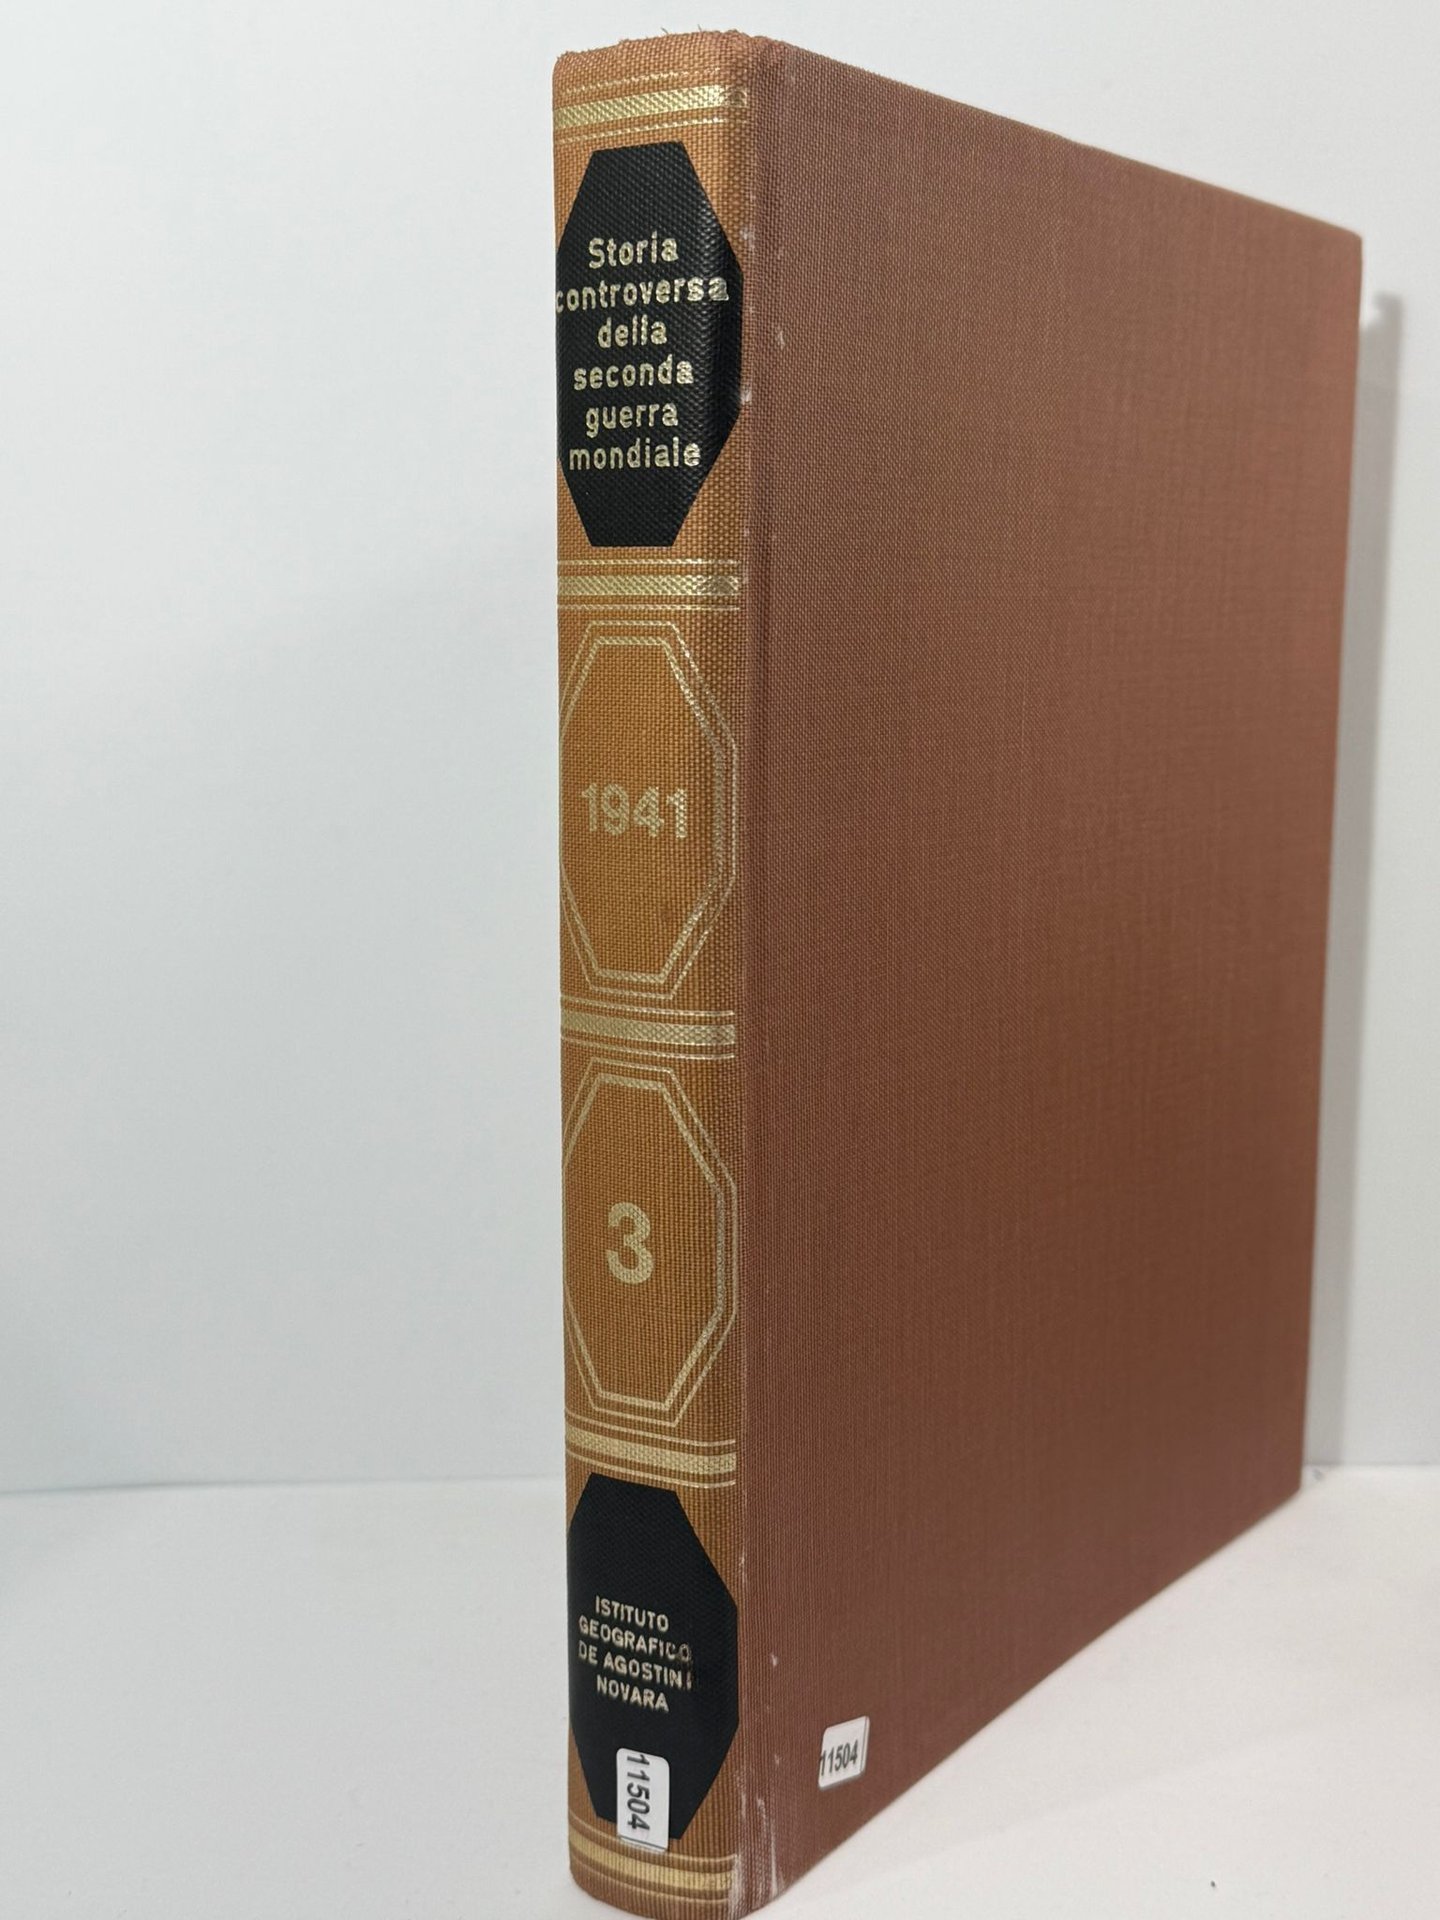 Storia
controversa
della
seconda
guerra
mondiale
1941
3
ISTITUTO
GEOGRAFICO
DE AGOSTINI
NOVARA
11504
11504